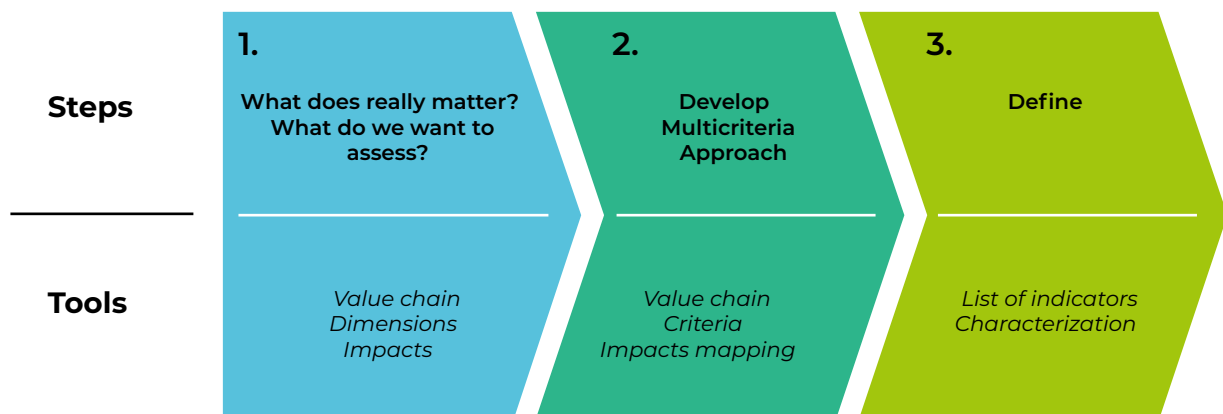 Steps
1.
What does really matter?
What do we want to
assess?
2.
Develop
Multicriteria
Approach
3.
Define
Tools
Value chain
Dimensions
Impacts
Value chain
Criteria
Impacts mapping
List of indicators
Characterization